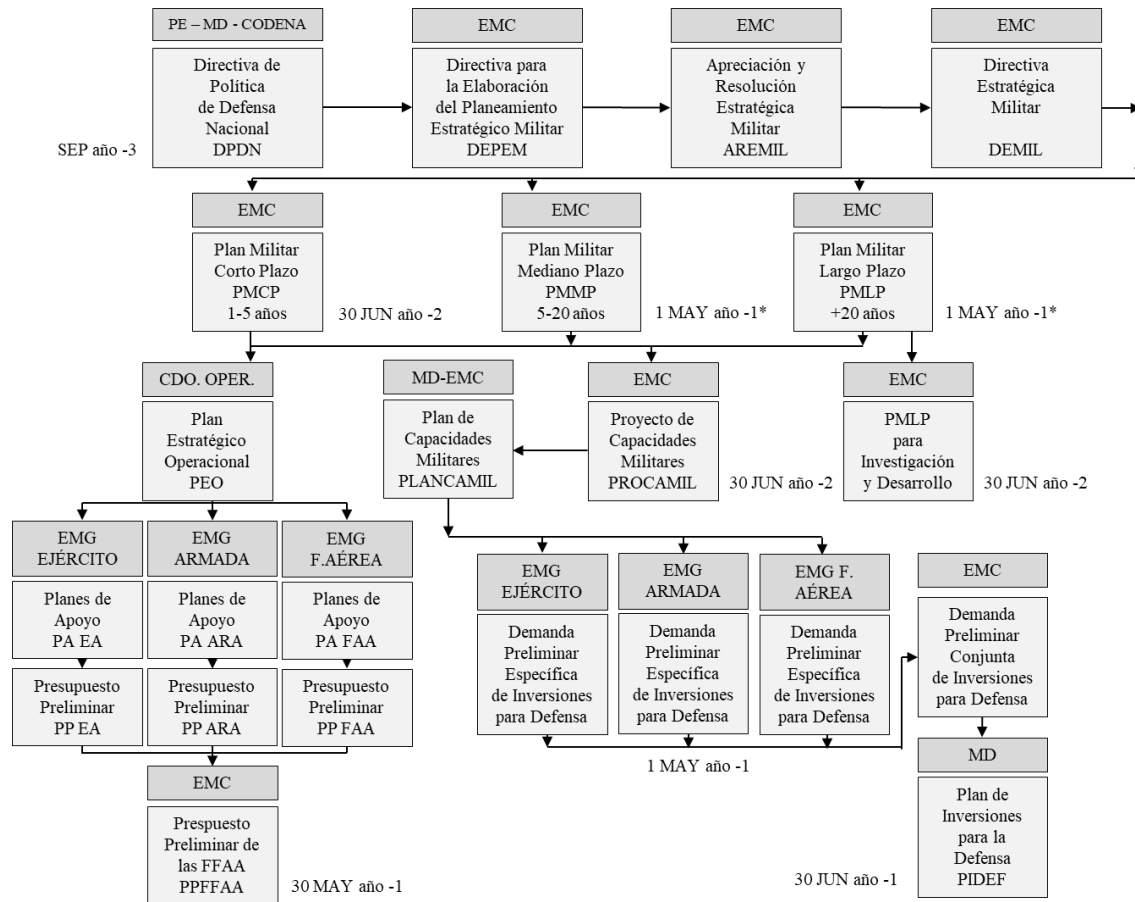 PE – MD - CODENA
Directiva de
Política
de Defensa
Nacional
DPDN
SEP año -3
EMC
Directiva para
la Elaboración
del Planeamiento
Estratégico Militar
DEPEM
EMC
Apreciación y
Resolución
Estratégica
Militar
AREMIL
EMC
Directiva
Estratégica
Militar
DEMIL
EMC
Plan Militar
Corto Plazo
PMCP
1-5 años
30 JUN año -2
EMC
Plan Militar
Mediano Plazo
PMMP
5-20 años
1 MAY año -1*
EMC
Plan Militar
Largo Plazo
PMLP
+20 años
1 MAY año -1*
CDO. OPER.
Plan
Estratégico
Operacional
PEO
MD-EMC
Plan de
Capacidades
Militares
PLANCAMIL
EMC
Proyecto de
Capacidades
Militares
PROCAMIL
30 JUN año -2
EMC
PMLP
para
Investigación
y Desarrollo
30 JUN año -2
EMG
EJÉRCITO
Planes de
Apoyo
PA EA
Presupuesto
Preliminar
PP EA
EMG
ARMADA
Planes de
Apoyo
PA ARA
Presupuesto
Preliminar
PP ARA
EMG
F.AÉREA
Planes de
Apoyo
PA FAA
Presupuesto
Preliminar
PP FAA
EMC
Prespuesto
Preliminar de
las FFAA
PPFFAA
30 MAY año -1
EMG
EJÉRCITO
Demanda
Preliminar
Específica
de Inversiones
para Defensa
EMG
ARMADA
Demanda
Preliminar
Específica
de Inversiones
para Defensa
EMG F.
AÉREA
Demanda
Preliminar
Específica
de Inversiones
para Defensa
1 MAY año -1
EMC
Demanda
Preliminar
Conjunta
de Inversiones
para Defensa
MD
Plan de
Inversiones
para la
Defensa
PIDEF
30 JUN año -1